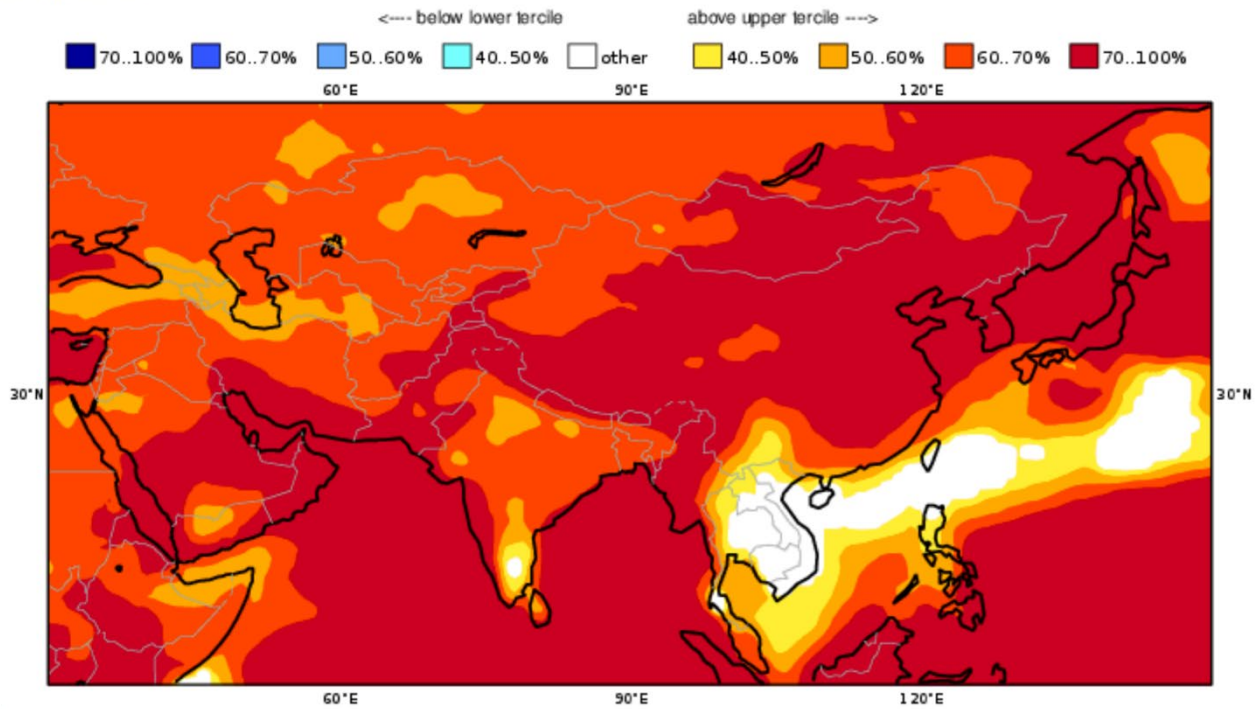 <---- below lower tercile above upper tercile ---->
70..100% 60..70% 50..60% 40..50% other 40..50% 50..60% 60..70% 70..100%
60°E 90°E 120°E
30°N 30°N
60°E 90°E 120°E